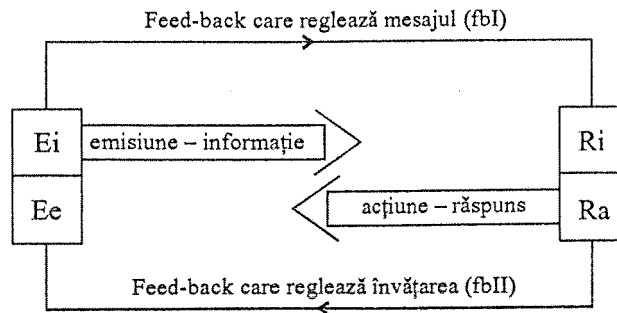 Feed-back care reglează mesajul (fbI)
Ei
emisiune – informație
Ri
Ee
acțiune – răspuns
Ra
Feed-back care reglează învățarea (fbII)